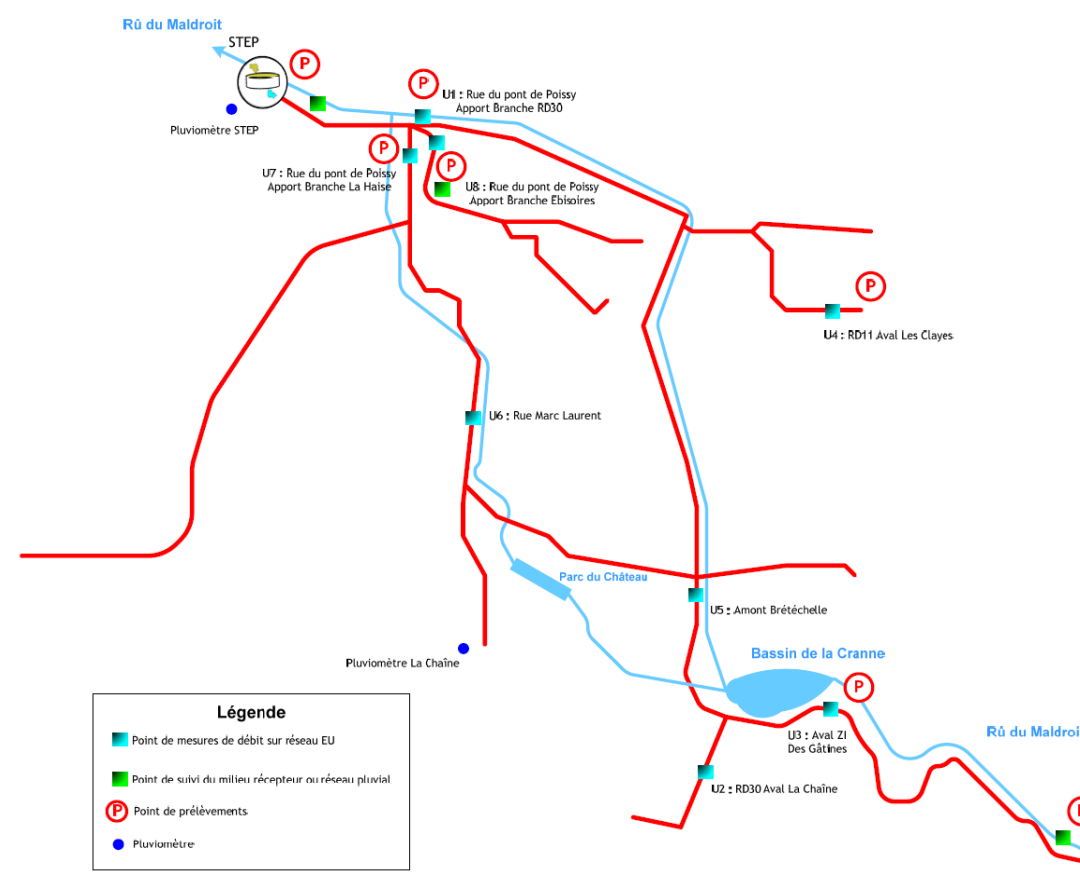 Rû du Maldroit
STEP
P
P
U1 : Rue du pont de Poissy
Apport Branche RD30
Pluviomètre STEP
P
P
U7 : Rue du pont de Poissy
Apport Branche La Haise
U8 : Rue du pont de Poissy
Apport Branche Ebisoires
P
U4 : RD11 Aval Les Clayes
U6 : Rue Marc Laurent
Parc du Château
U5 : Amont Brétéchelle
Pluviomètre La Chaîne
Bassin de la Cranne
P
U3 : Aval ZI
Des Gâtines
Rû du Maldroi
U2 : RD30 Aval La Chaîne
P
Légende
Point de mesures de débit sur réseau EU
Point de suivi du milieu récepteur ou réseau pluvial
P Point de prélèvements
Pluviomètre